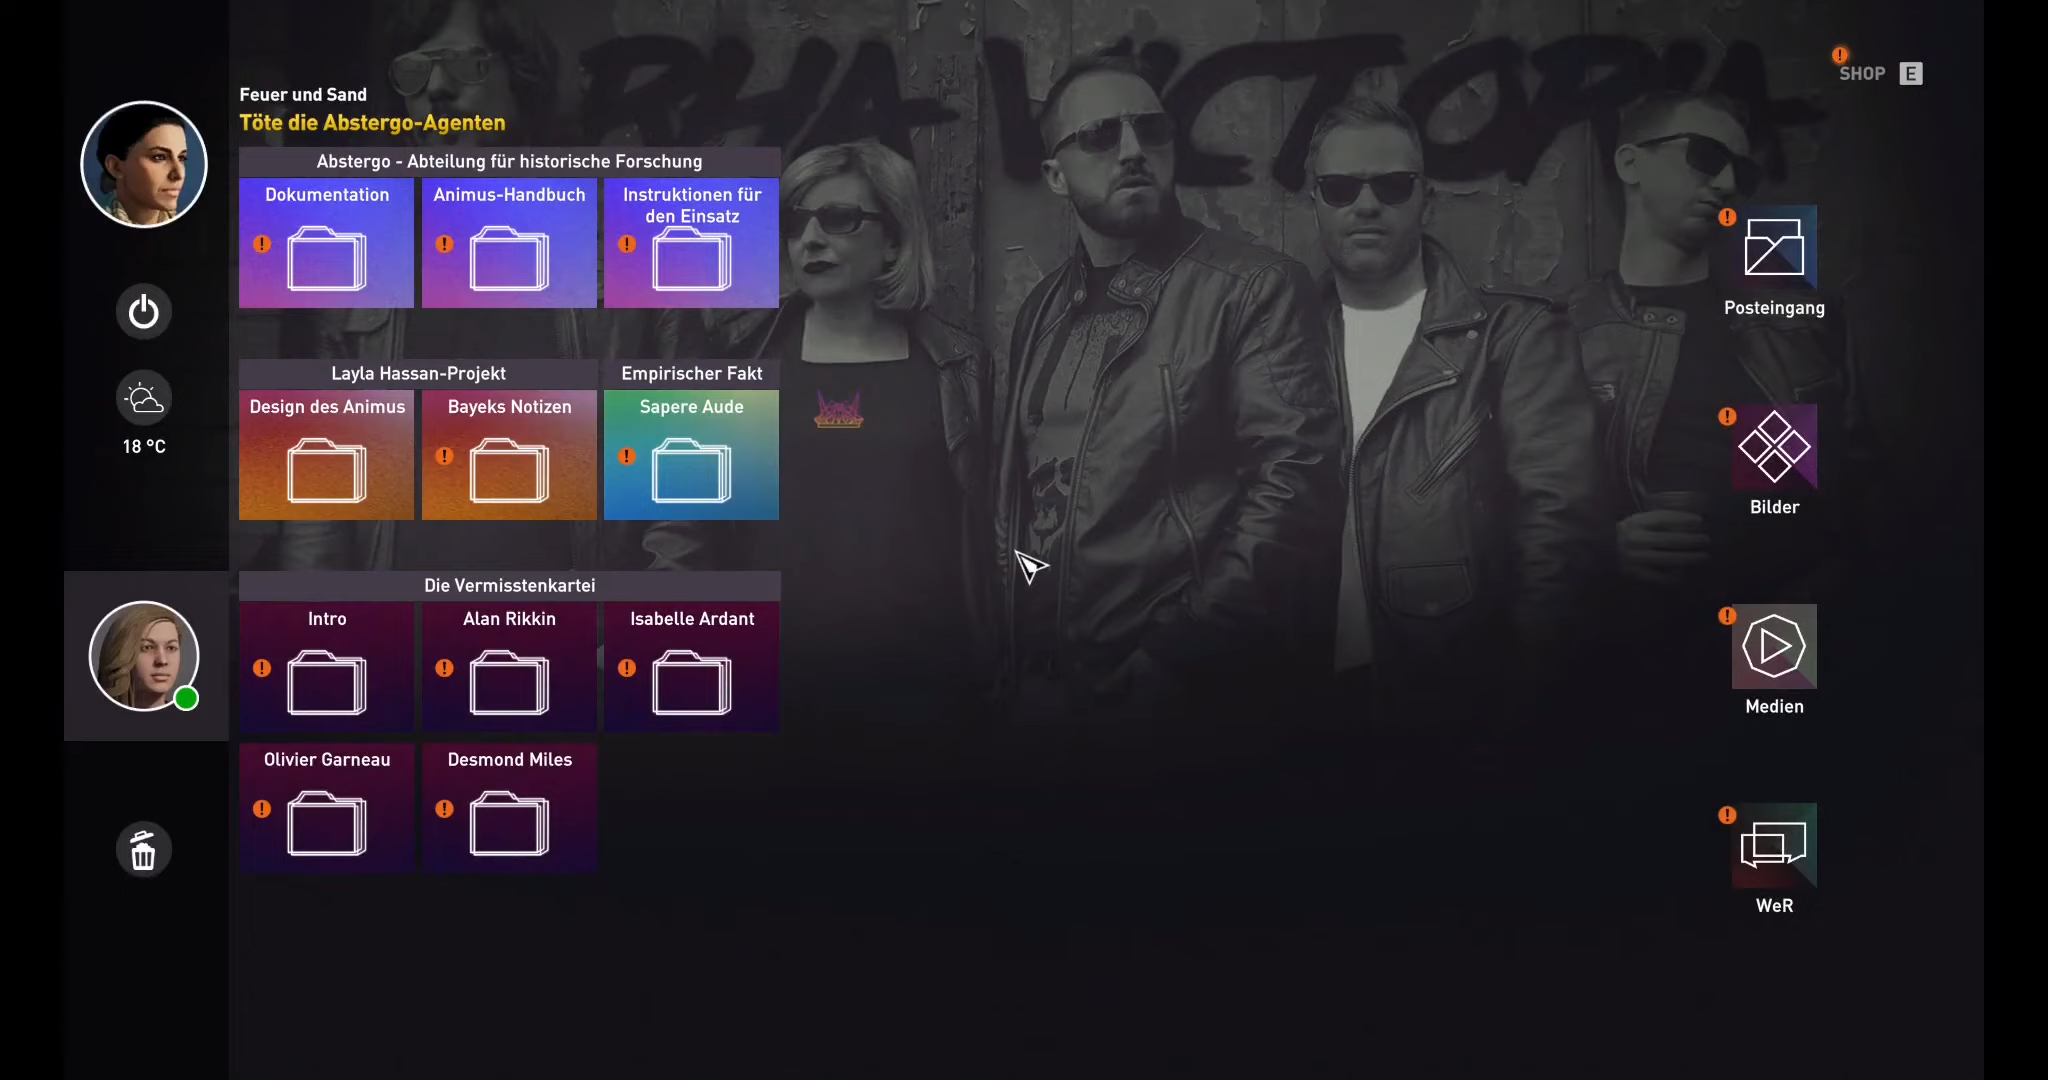 RHA VICTORIA
SHOP E
Feuer und Sand
Töte die Abstergo-Agenten
Abstergo - Abteilung für historische Forschung
Dokumentation
Animus-Handbuch
Instruktionen für
den Einsatz
Posteingang
Layla Hassan-Projekt
Empirischer Fakt
Design des Animus
Bayeks Notizen
Sapere Aude
18 °C
Bilder
Die Vermisstenkartei
Intro
Alan Rikkin
Isabelle Ardant
Medien
Olivier Garneau
Desmond Miles
WeR